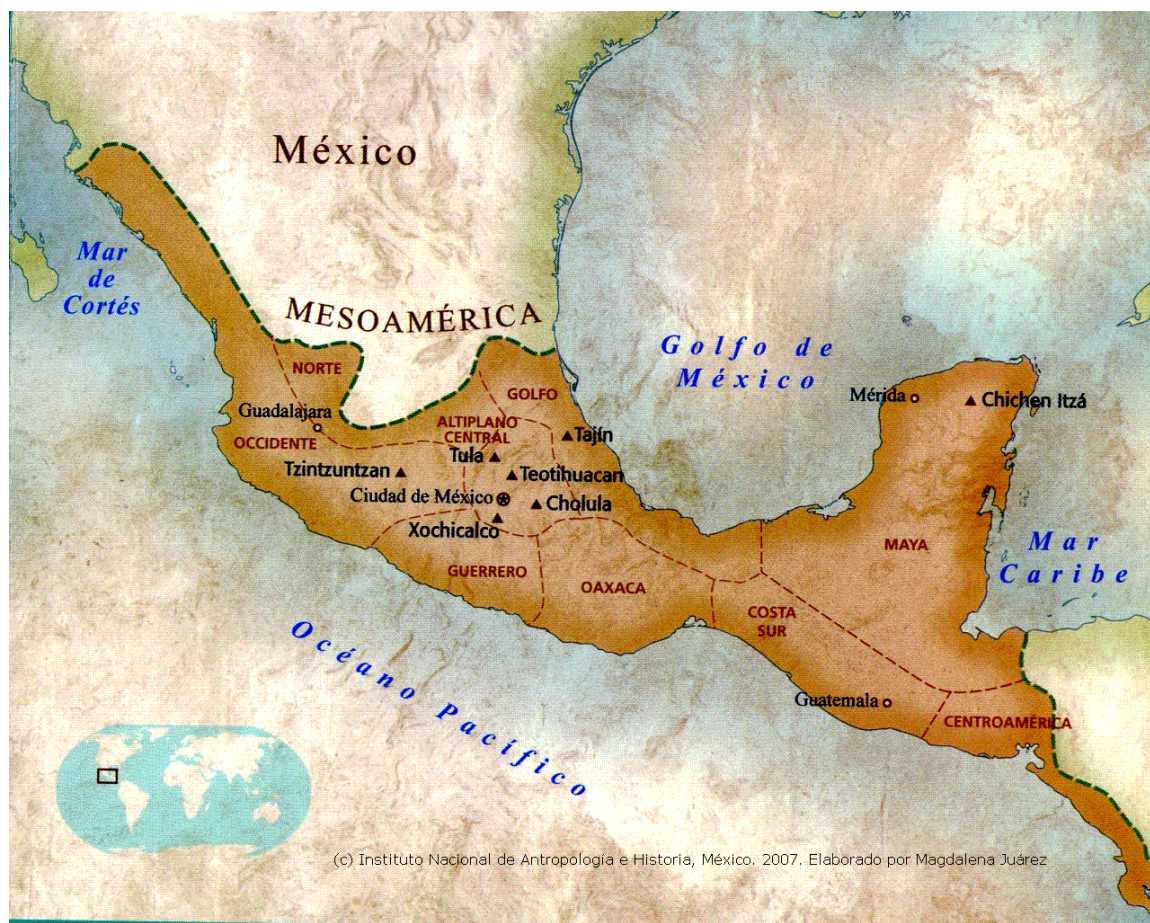 México
Mar
de
Cortés
MESOAMÉRICA
Golfo de
México
NORTE
GOLFO
Mérida
Chichen Itzá
Guadalajara
ALTIPLANO
CENTRAL
OCCIDENTE
Tajín
Tula
Tzintzuntzan
Teotihuacan
Ciudad de México
Cholula
Xochicalco
MAYA
Mar
Caribe
GUERRERO
OAXACA
COSTA
SUR
Océano Pacífico
Guatemala
CENTROAMÉRICA
(c) Instituto Nacional de Antropología e Historia, México. 2007. Elaborado por Magdalena Juárez